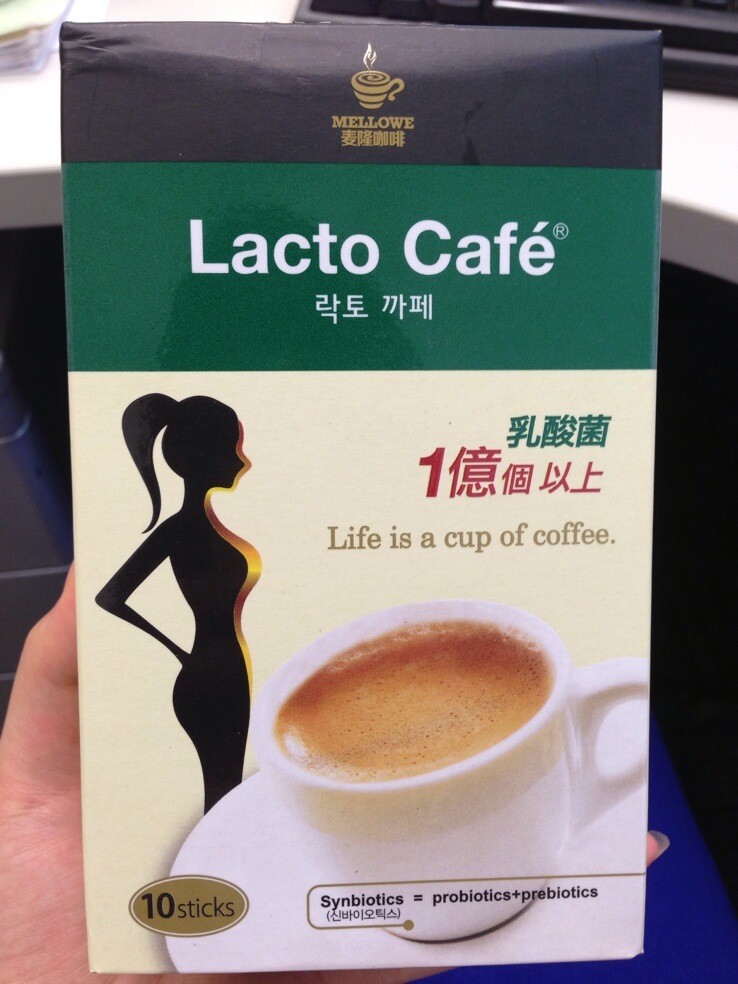 MELLOWE
麦隆咖啡
Lacto Café®
락토 까페
乳酸菌
1億個以上
Life is a cup of coffee.
10sticks
Synbiotics = probiotics+prebiotics
(신바이오틱스)